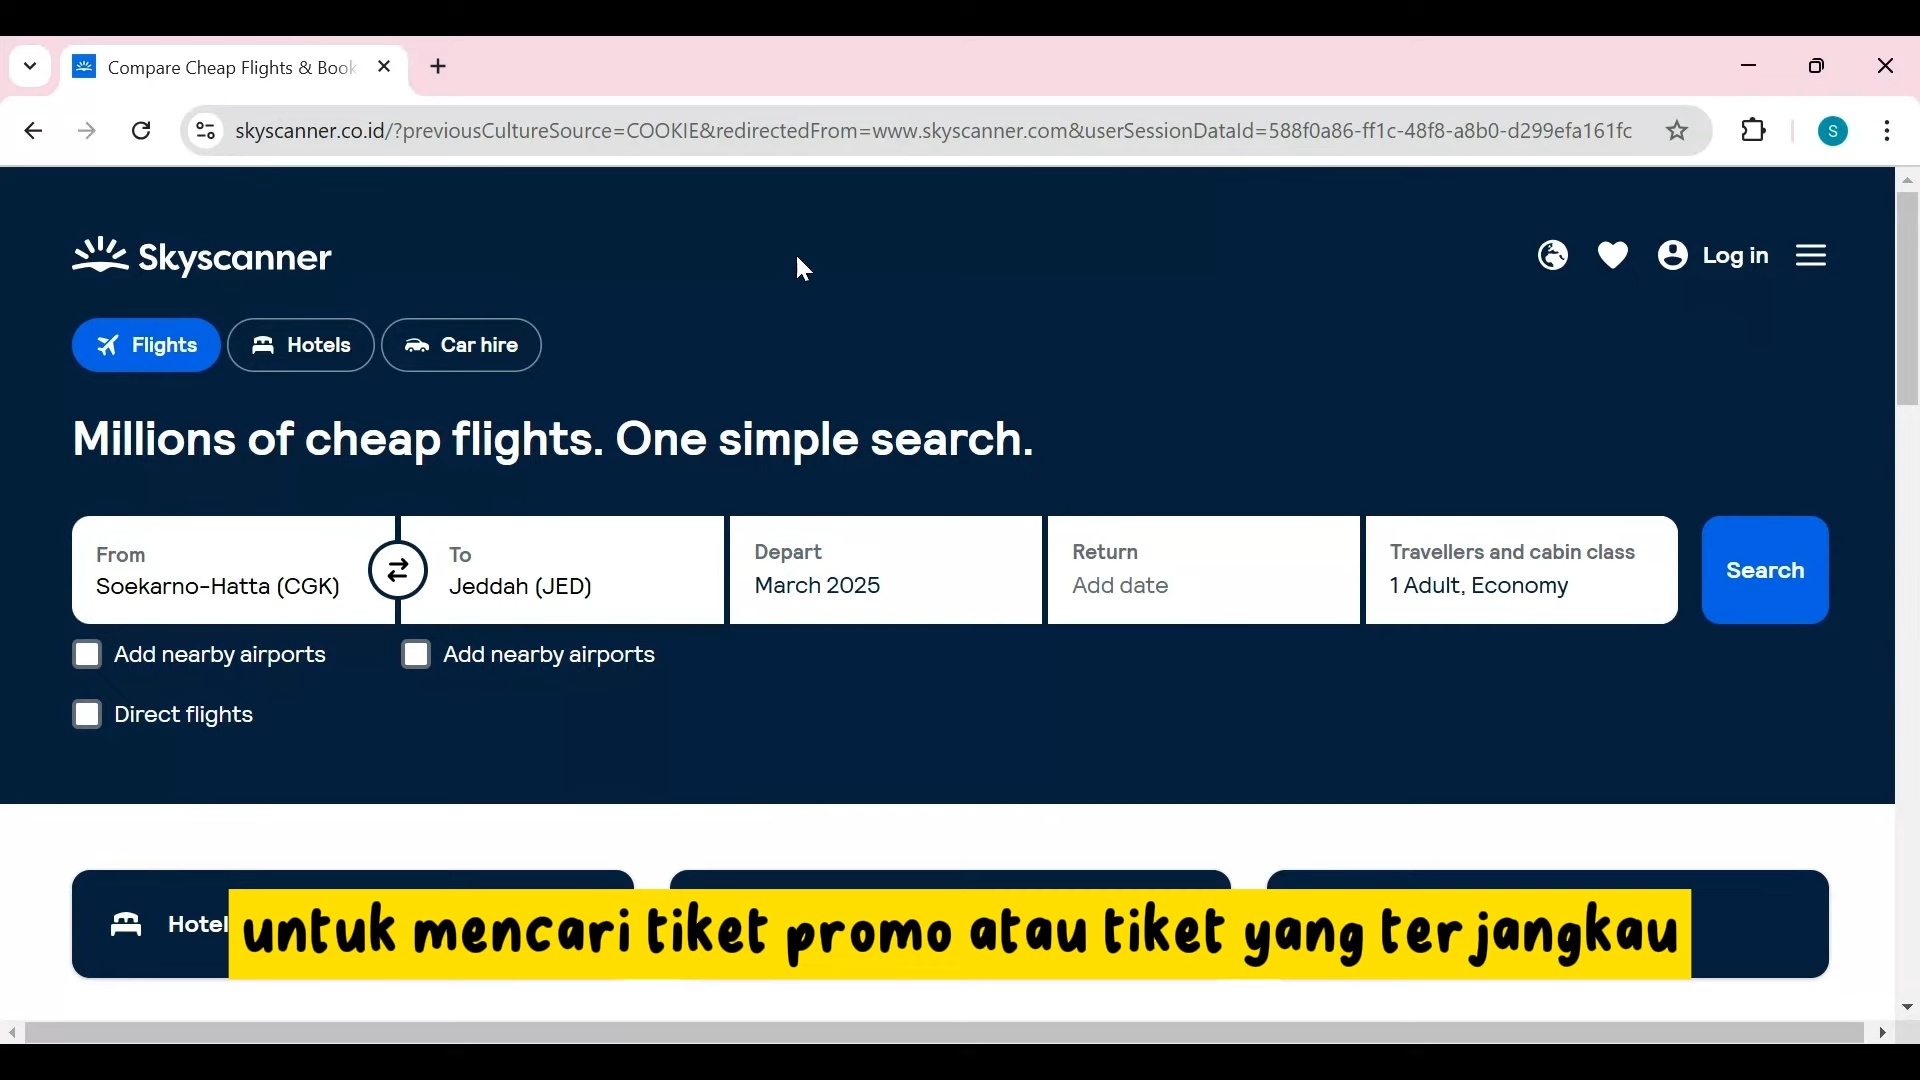 Compare Cheap Flights & Book
skyscanner.co.id/?previousCultureSource=COOKIE&redirectedFrom=www.skyscanner.com&userSessionDataId=588f0a86-ff1c-48f8-a8b0-d299efa161fc
S
Skyscanner
Log in
Flights
Hotels
Car hire
Millions of cheap flights. One simple search.
From
Soekarno-Hatta (CGK)
To
Jeddah (JED)
Depart
March 2025
Return
Add date
Travellers and cabin class
1 Adult, Economy
Search
Add nearby airports
Add nearby airports
Direct flights
Hotel
untuk mencari tiket promo atau tiket yang terjangkau